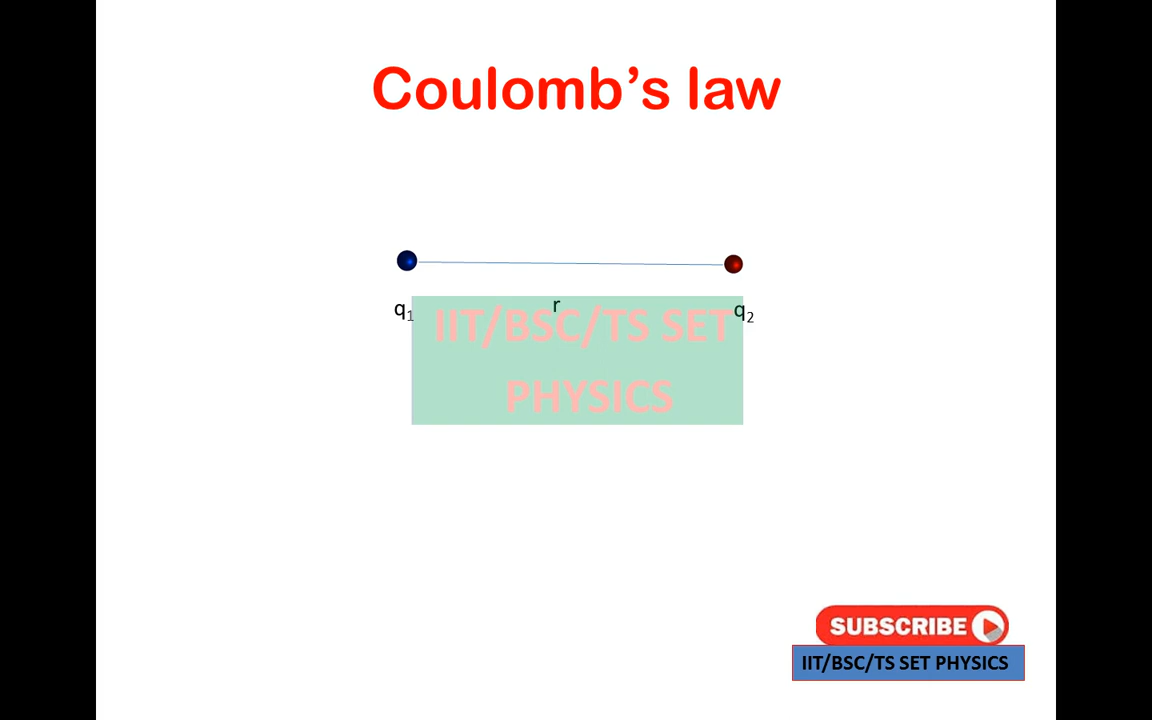 Coulomb’s law
q₁
r
q₂
IIT/BSC/TS SET
PHYSICS
SUBSCRIBE
IIT/BSC/TS SET PHYSICS